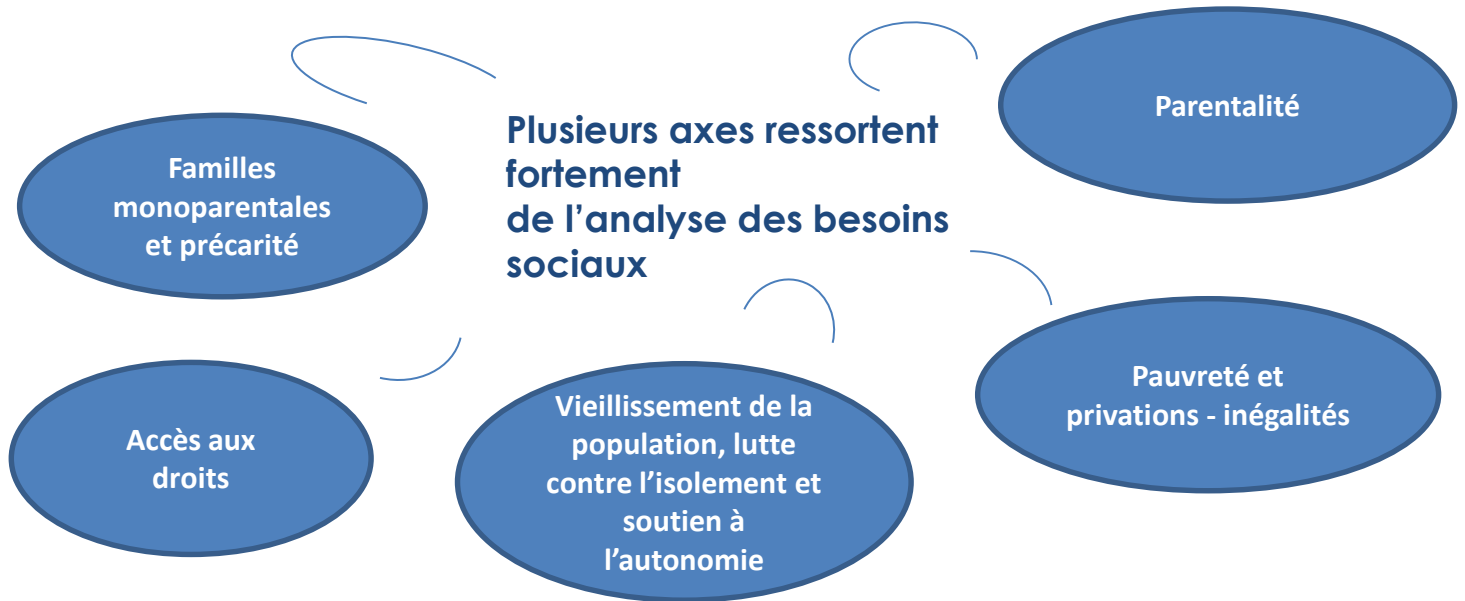 Plusieurs axes ressortent
fortement
de l’analyse des besoins
sociaux
Parentalité
Familles
monoparentales
et précarité
Pauvreté et
privations - inégalités
Accès aux
droits
Vieillissement de la
population, lutte
contre l’isolement et
soutien à
l’autonomie